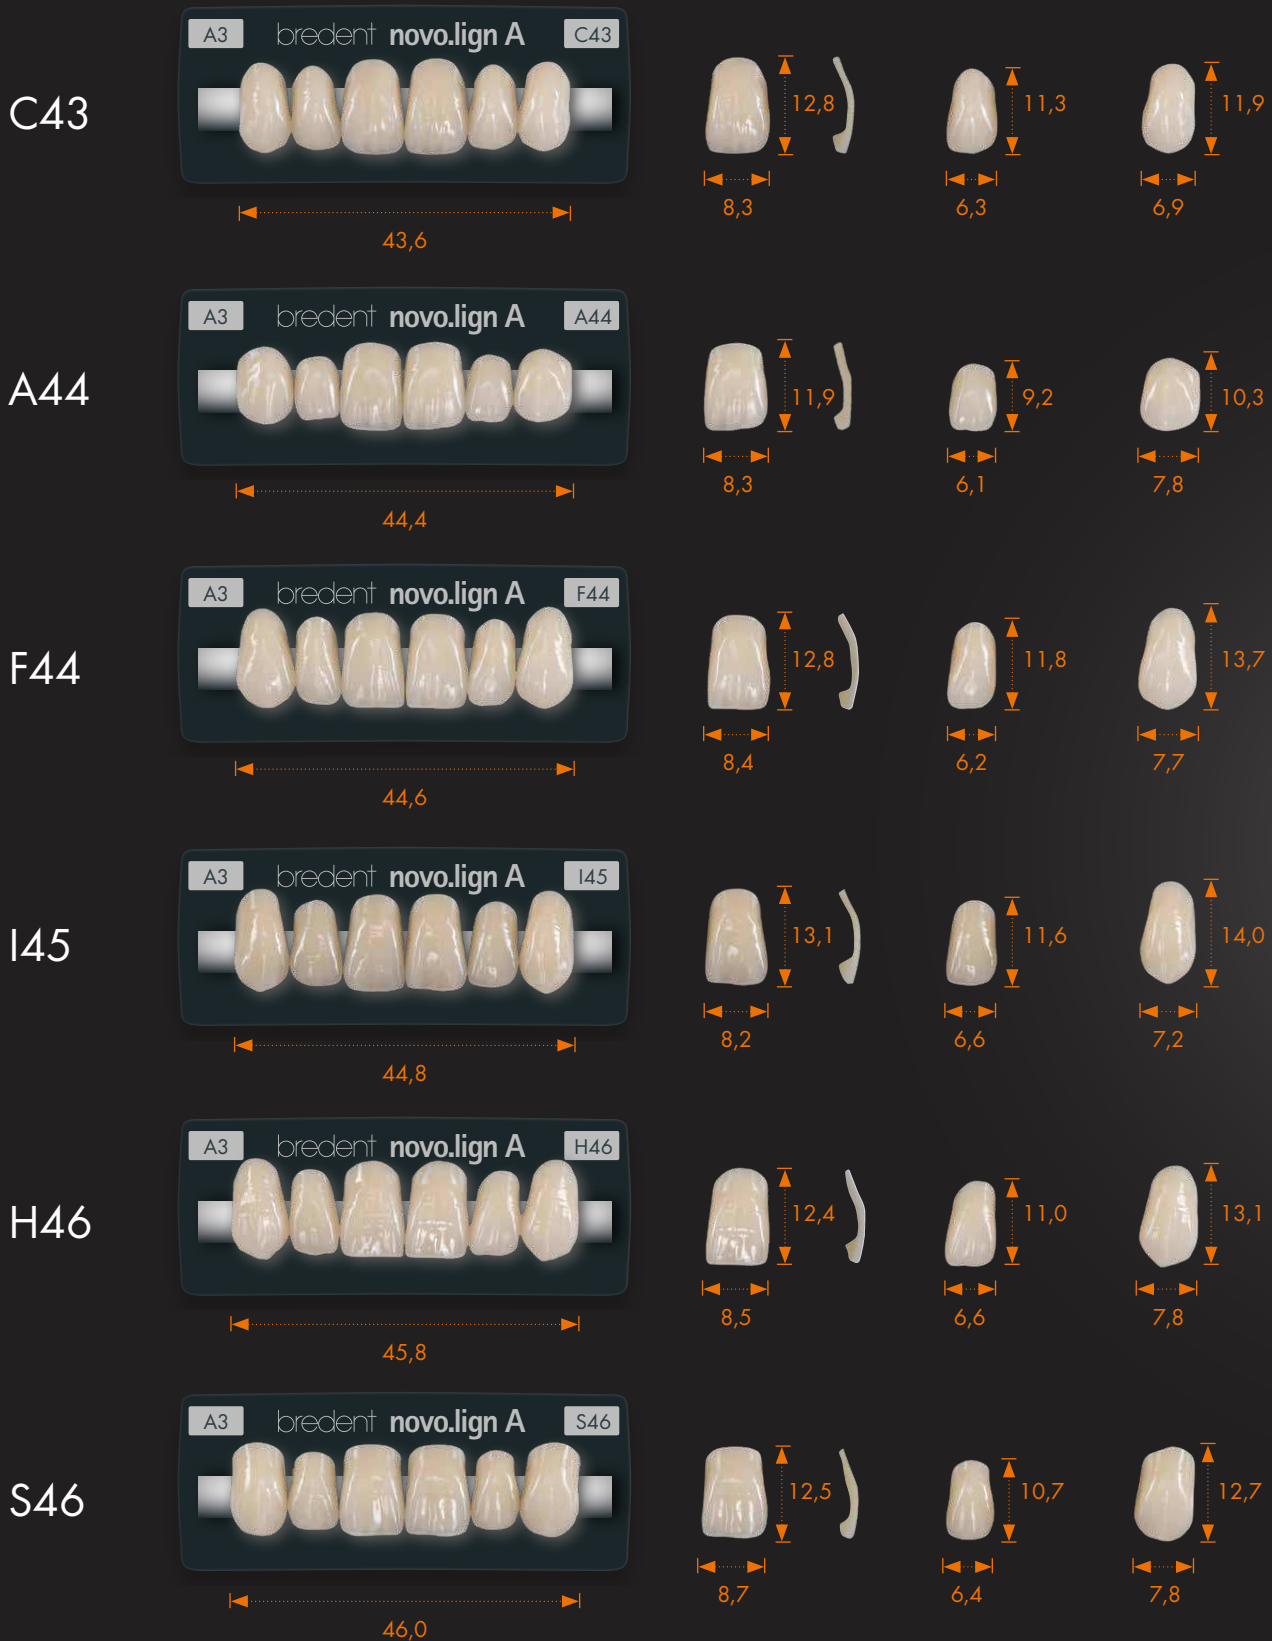 A3 bredent novo.lign A C43
C43
12,8 11,3 11,9
8,3 6,3 6,9
43,6
A3 bredent novo.lign A A44
A44
11,9 9,2 10,3
8,3 6,1 7,8
44,4
A3 bredent novo.lign A F44
F44
12,8 11,8 13,7
8,4 6,2 7,7
44,6
A3 bredent novo.lign A I45
I45
13,1 11,6 14,0
8,2 6,6 7,2
44,8
A3 bredent novo.lign A H46
H46
12,4 11,0 13,1
8,5 6,6 7,8
45,8
A3 bredent novo.lign A S46
S46
12,5 10,7 12,7
8,7 6,4 7,8
46,0